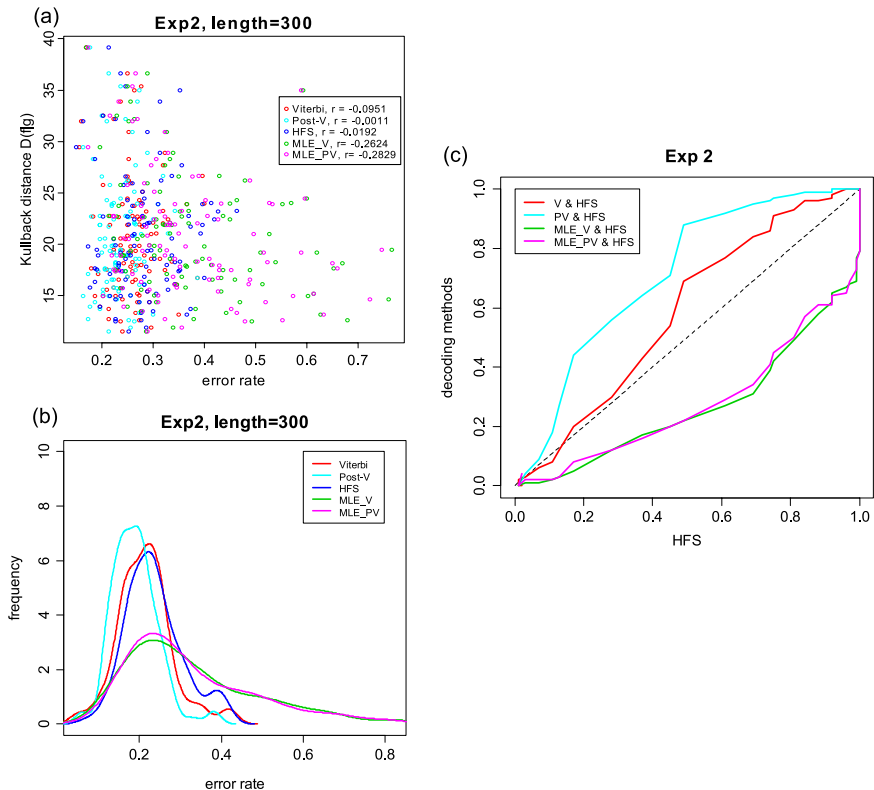 (a)
Exp2, length=300
Kullback distance D(f|g)
40
35
30
25
20
15
Viterbi, r = -0.0951
Post-V, r = -0.0011
HFS, r = -0.0192
MLE_V, r= -0.2624
MLE_PV, r= -0.2829
0.2 0.3 0.4 0.5 0.6 0.7
error rate
(b)
Exp2, length=300
frequency
10
8
6
4
2
0
Viterbi
Post-V
HFS
MLE_V
MLE_PV
0.2 0.4 0.6 0.8
error rate
(c)
Exp 2
decoding methods
1.0
0.8
0.6
0.4
0.2
0.0
V & HFS
PV & HFS
MLE_V & HFS
MLE_PV & HFS
0.0 0.2 0.4 0.6 0.8 1.0
HFS